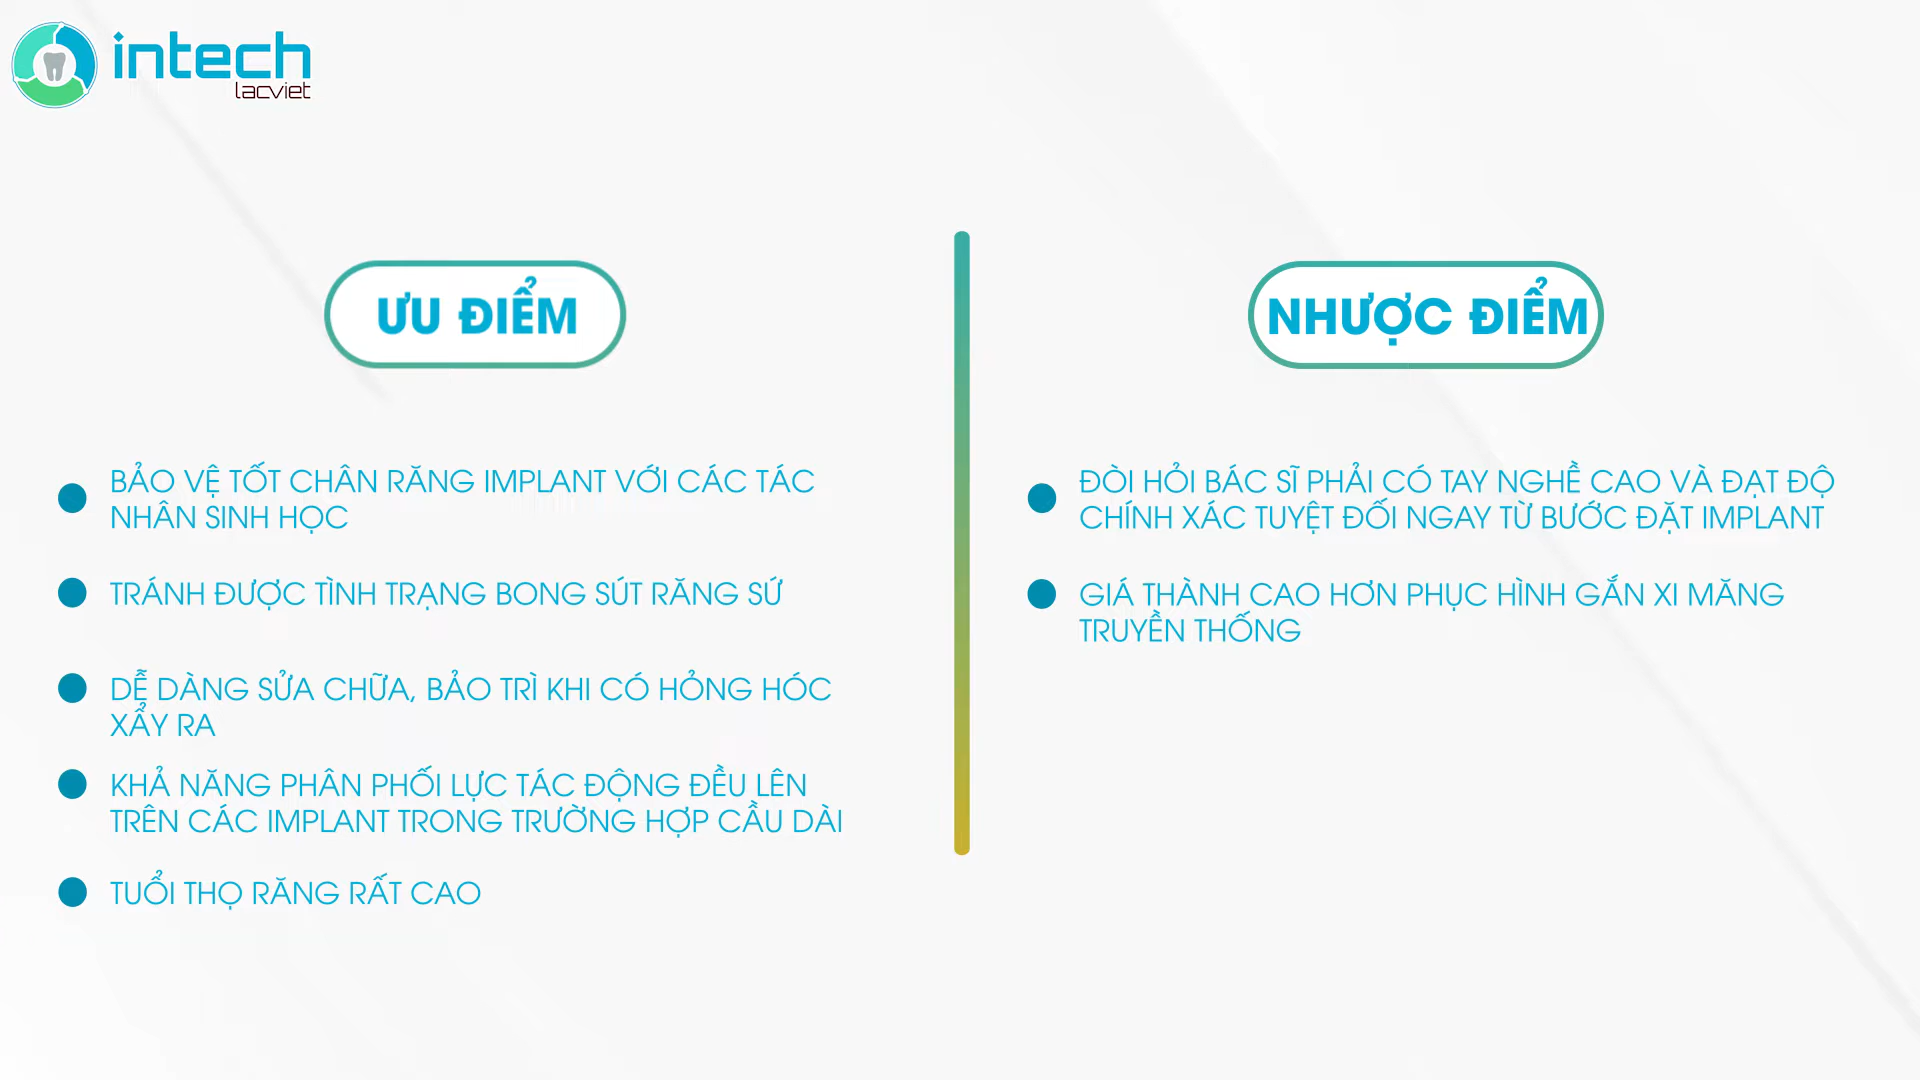 intech
lacviet
ƯU ĐIỂM
BẢO VỆ TỐT CHÂN RĂNG IMPLANT VỚI CÁC TÁC
NHÂN SINH HỌC
TRÁNH ĐƯỢC TÌNH TRẠNG BONG SÚT RĂNG SỨ
DỄ DÀNG SỬA CHỮA, BẢO TRÌ KHI CÓ HỎNG HÓC
XẨY RA
KHẢ NĂNG PHÂN PHỐI LỰC TÁC ĐỘNG ĐỀU LÊN
TRÊN CÁC IMPLANT TRONG TRƯỜNG HỢP CẦU DÀI
TUỔI THỌ RĂNG RẤT CAO
NHƯỢC ĐIỂM
ĐÒI HỎI BÁC SĨ PHẢI CÓ TAY NGHỀ CAO VÀ ĐẠT ĐỘ
CHÍNH XÁC TUYỆT ĐỐI NGAY TỪ BƯỚC ĐẶT IMPLANT
GIÁ THÀNH CAO HƠN PHỤC HÌNH GẮN XI MĂNG
TRUYỀN THỐNG